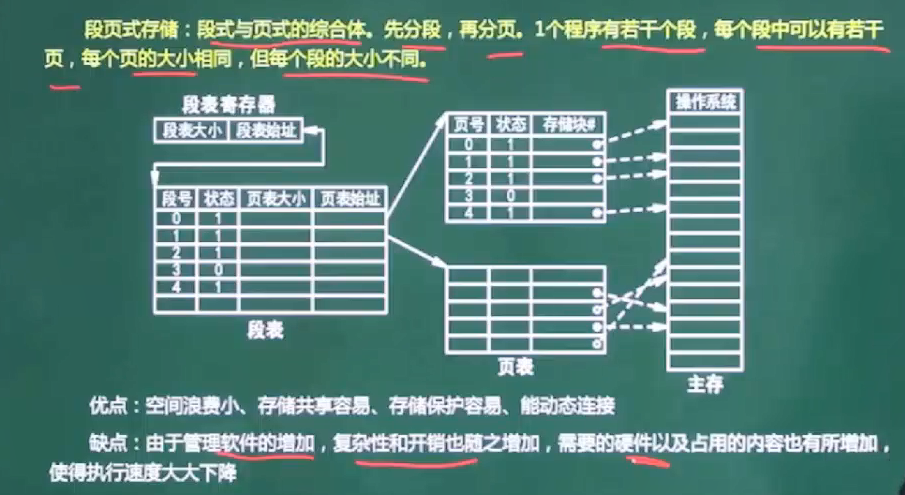 段页式存储：段式与页式的综合体。先分段，再分页。1个程序有若干个段，每个段中可以有若干
页，每个页的大小相同，但每个段的大小不同。
段表寄存器
段表大小 段表始址
段号 状态 页表大小 页表始址
0 1
1 1
2 1
3 0
4 1
段表
页号 状态 存储块#
0 1
1 1
2 1
3 0
4 1
页表
操作系统
主存
优点：空间浪费小、存储共享容易、存储保护容易、能动态连接
缺点：由于管理软件的增加，复杂性和开销也随之增加，需要的硬件以及占用的内容也有所增加，
使得执行速度大大下降